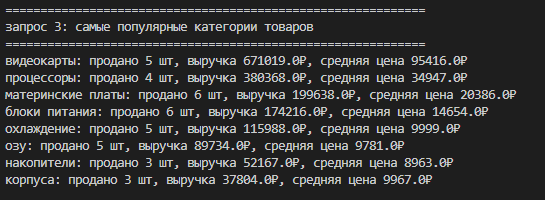 ============================================================
запрос 3: самые популярные категории товаров
============================================================
видеокарты: продано 5 шт, выручка 671019.0₽, средняя цена 95416.0₽
процессоры: продано 4 шт, выручка 380368.0₽, средняя цена 34947.0₽
материнские платы: продано 6 шт, выручка 199638.0₽, средняя цена 20386.0₽
блоки питания: продано 6 шт, выручка 174216.0₽, средняя цена 14654.0₽
охлаждение: продано 5 шт, выручка 115988.0₽, средняя цена 9999.0₽
озу: продано 5 шт, выручка 89734.0₽, средняя цена 9781.0₽
накопители: продано 3 шт, выручка 52167.0₽, средняя цена 8963.0₽
корпуса: продано 3 шт, выручка 37804.0₽, средняя цена 9967.0₽